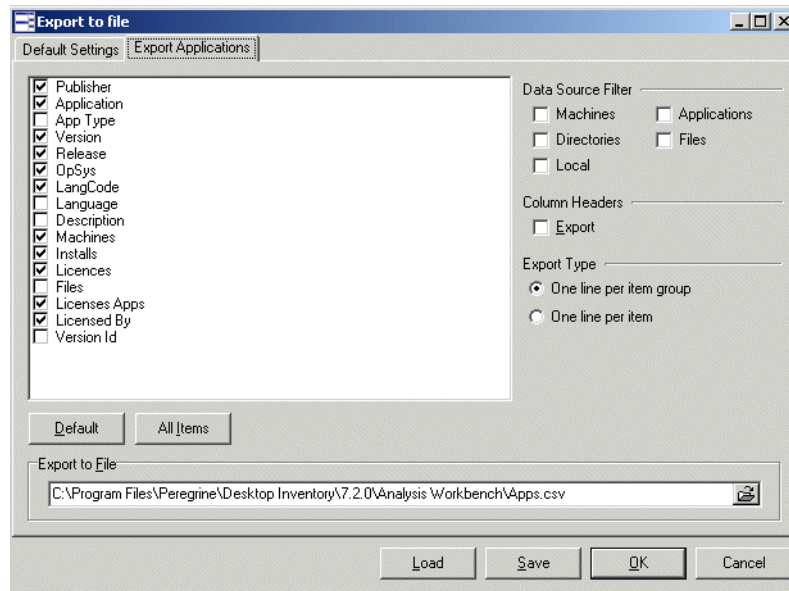 Export to file
Default Settings
Export Applications
Publisher
Application
App Type
Version
Release
OpSys
LangCode
Language
Description
Machines
Installs
Licences
Files
Licenses Apps
Licensed By
Version Id
Data Source Filter
Machines
Applications
Directories
Files
Local
Column Headers
Export
Export Type
One line per item group
One line per item
Default
All Items
Export to File
C:\Program Files\Peregrine\Desktop Inventory\7.2.0\Analysis Workbench\Apps.csv
Load
Save
OK
Cancel